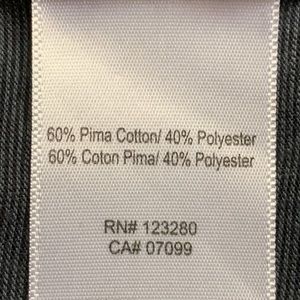 60% Pima Cotton/ 40% Polyester
60% Coton Pima/ 40% Polyester
RN# 123280
CA# 07099